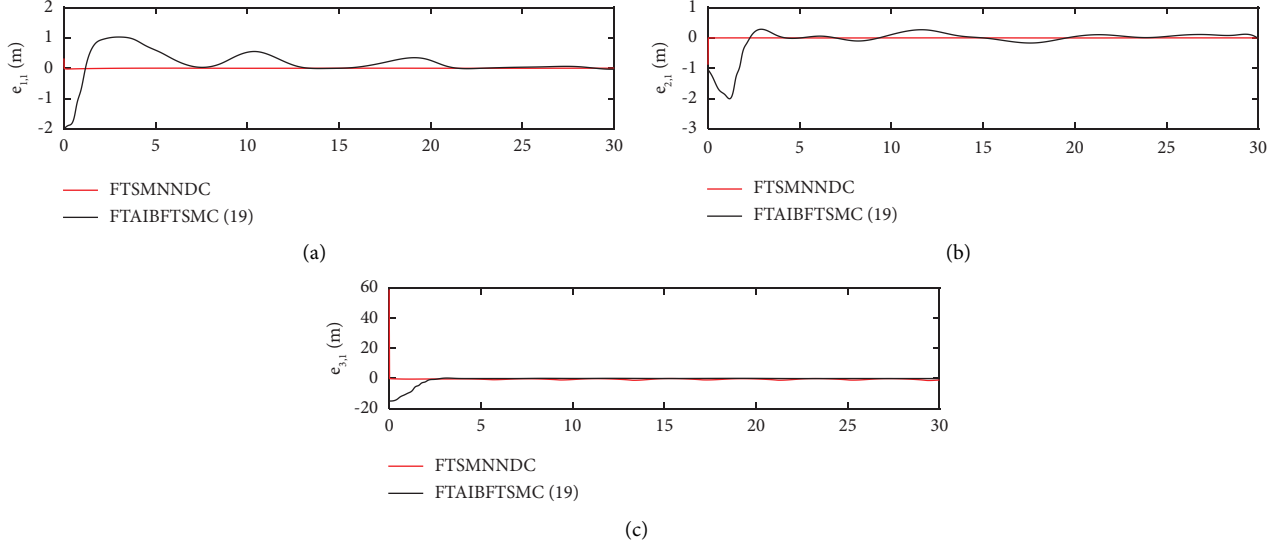 2
1
0
-1
-2
e1,1 (m)
0 5 10 15 20 25 30
FTSMNNDC
FTAIBFTSMC (19)
(a)
1
0
-1
-2
-3
e2,1 (m)
0 5 10 15 20 25 30
FTSMNNDC
FTAIBFTSMC (19)
(b)
60
40
20
0
-20
e3,1 (m)
0 5 10 15 20 25 30
FTSMNNDC
FTAIBFTSMC (19)
(c)